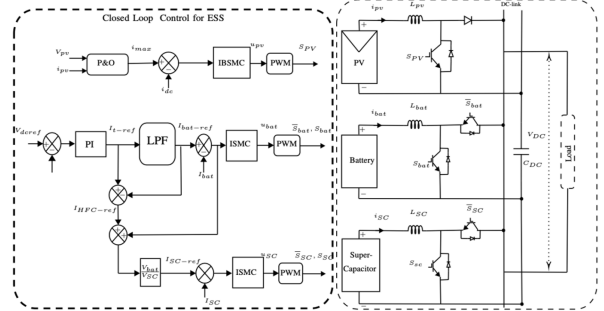 Closed Loop Control for ESS
V_pv
i_pv
P&O
i_max
i_dc
IBSMC
u_pv
PWM
S_PV
V_dcref
PI
I_t-ref
LPF
I_bat-ref
I_bat
ISMC
u_bat
PWM
S̅_bat, S_bat
I_HFC-ref
V_bat
V_SC
I_SC-ref
I_SC
ISMC
u_SC
PWM
S̅_SC, S_SC
DC-link
i_pv
L_pv
PV
S_PV
i_bat
L_bat
S̅_bat
Battery
S_bat
V_DC
C_DC
Load
i_SC
L_SC
S̅_SC
Super-
Capacitor
S_sc